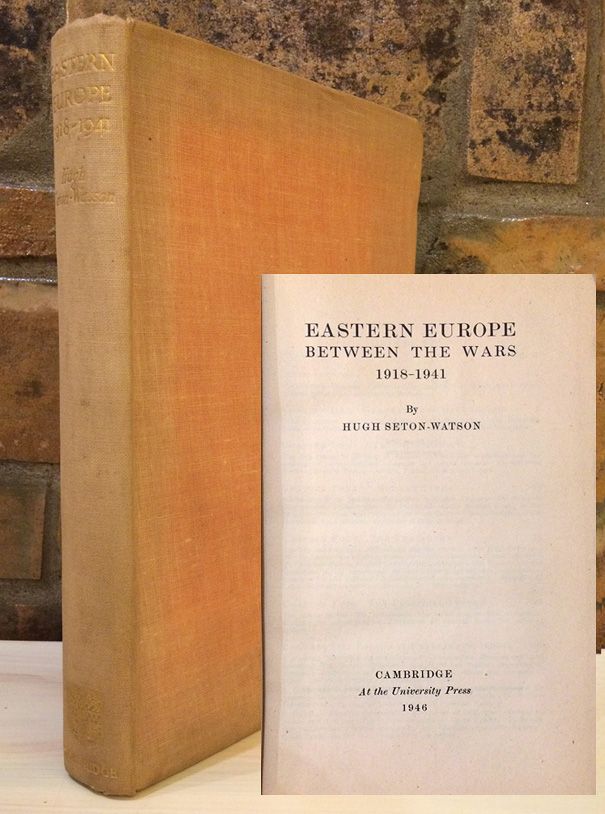 EASTERN
EUROPE
1918-1941
Hugh
Seton-Watson
CAMBRIDGE
EASTERN EUROPE
BETWEEN THE WARS
1918-1941
By
HUGH SETON-WATSON
CAMBRIDGE
At the University Press
1946